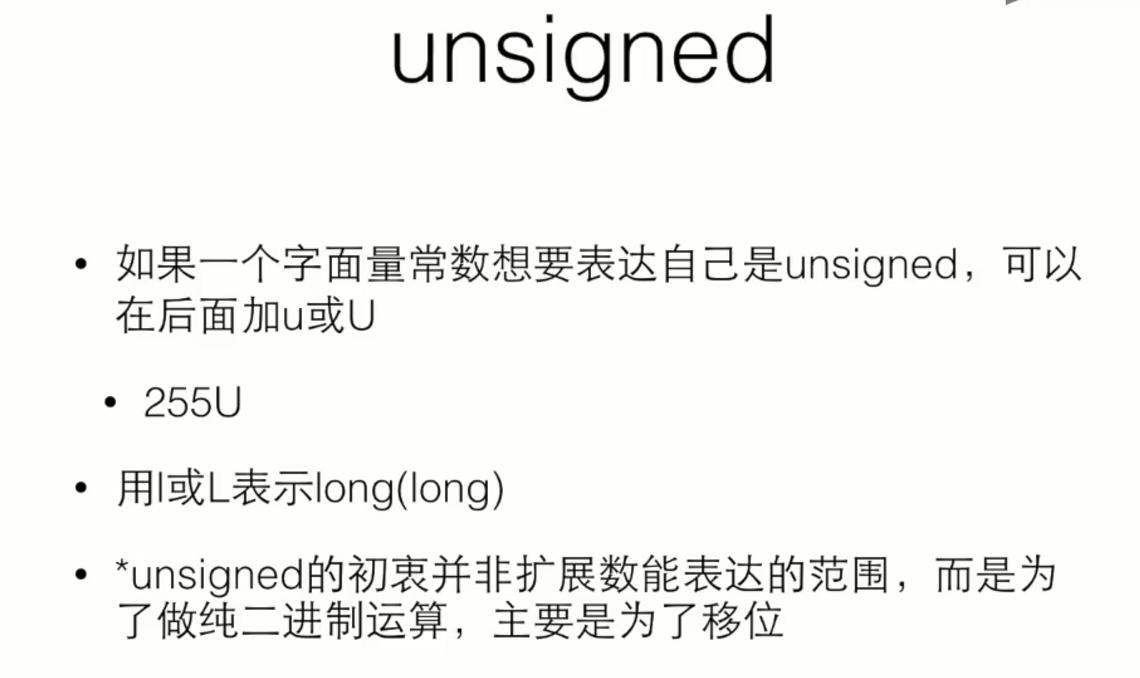 unsigned
• 如果一个字面量常数想要表达自己是unsigned，可以
在后面加u或U
• 255U
• 用l或L表示long(long)
• *unsigned的初衷并非扩展数能表达的范围，而是为
了做纯二进制运算，主要是为了移位